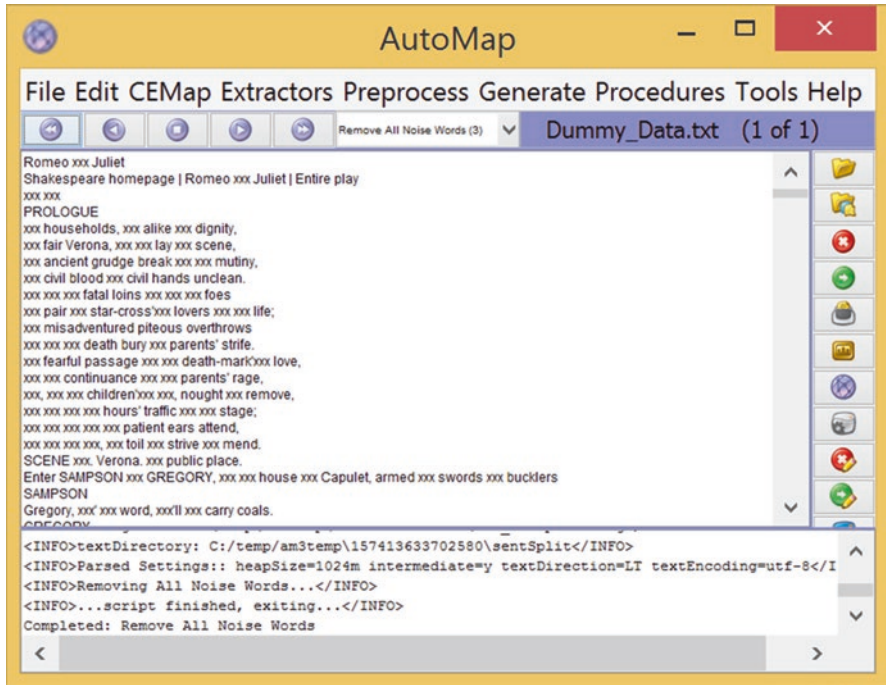 AutoMap
File Edit CEMap Extractors Preprocess Generate Procedures Tools Help
Remove All Noise Words (3) Dummy_Data.txt (1 of 1)
Romeo xxx Juliet
Shakespeare homepage | Romeo xxx Juliet | Entire play
xxx xxx
PROLOGUE
xxx households, xxx alike xxx dignity,
xxx fair Verona, xxx xxx lay xxx scene,
xxx ancient grudge break xxx xxx mutiny,
xxx civil blood xxx civil hands unclean.
xxx xxx xxx fatal loins xxx xxx xxx foes
xxx pair xxx star-cross'xxx lovers xxx xxx life;
xxx misadventured piteous overthrows
xxx xxx xxx death bury xxx parents' strife.
xxx fearful passage xxx xxx death-mark'xxx love,
xxx xxx continuance xxx xxx parents' rage,
xxx, xxx xxx children'xxx xxx, nought xxx remove,
xxx xxx xxx xxx hours' traffic xxx xxx stage;
xxx xxx xxx xxx xxx patient ears attend,
xxx xxx xxx xxx, xxx toil xxx strive xxx mend.
SCENE xxx. Verona. xxx public place.
Enter SAMPSON xxx GREGORY, xxx xxx house xxx Capulet, armed xxx swords xxx bucklers
SAMPSON
Gregory, xxx' xxx word, xxx'll xxx carry coals.
GREGORY
<INFO>textDirectory: C:/temp/am3temp\157413633702580\sentSplit</INFO>
<INFO>Parsed Settings:: heapSize=1024m intermediate=y textDirection=LT textEncoding=utf-8</I
<INFO>Removing All Noise Words...</INFO>
<INFO>...script finished, exiting...</INFO>
Completed: Remove All Noise Words